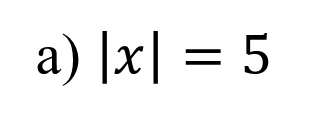 a) |x| = 5